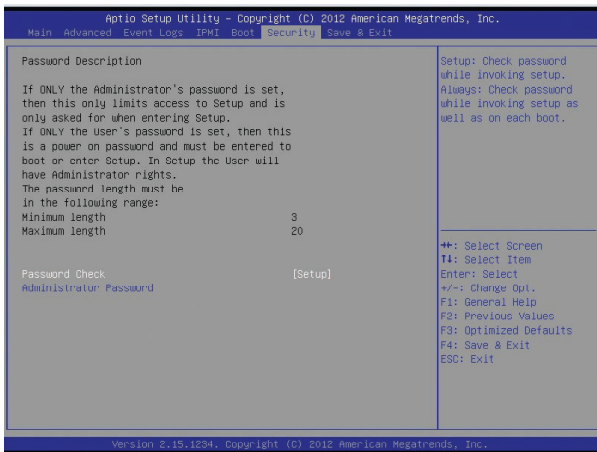 Aptio Setup Utility – Copyright (C) 2012 American Megatrends, Inc.
Main Advanced Event Logs IPMI Boot Security Save & Exit
Password Description
If ONLY the Administrator's password is set,
then this only limits access to Setup and is
only asked for when entering Setup.
If ONLY the User's password is set, then this
is a power on password and must be entered to
boot or enter Setup. In Setup the User will
have Administrator rights.
The password length must be
in the following range:
Minimum length 3
Maximum length 20
Password Check [Setup]
Administrator Password
Setup: Check password
while invoking setup.
Always: Check password
while invoking setup as
well as on each boot.
→←: Select Screen
↑↓: Select Item
Enter: Select
+/-: Change Opt.
F1: General Help
F2: Previous Values
F3: Optimized Defaults
F4: Save & Exit
ESC: Exit
Version 2.15.1234. Copyright (C) 2012 American Megatrends, Inc.